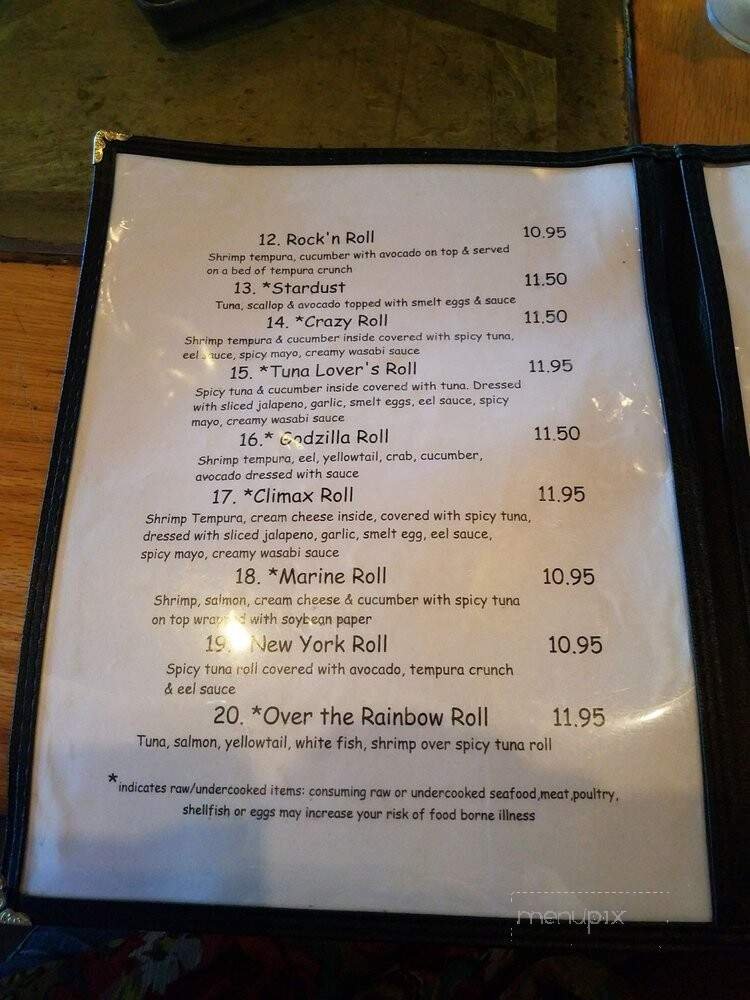 12. Rock'n Roll 10.95
Shrimp tempura, cucumber with avocado on top & served
on a bed of tempura crunch
13. *Stardust 11.50
Tuna, scallop & avocado topped with smelt eggs & sauce
14. *Crazy Roll 11.50
Shrimp tempura & cucumber inside covered with spicy tuna,
eel sauce, spicy mayo, creamy wasabi sauce
15. *Tuna Lover's Roll 11.95
Spicy tuna & cucumber inside covered with tuna. Dressed
with sliced jalapeno, garlic, smelt eggs, eel sauce, spicy
mayo, creamy wasabi sauce
16.* Godzilla Roll 11.50
Shrimp tempura, eel, yellowtail, crab, cucumber,
avocado dressed with sauce
17. *Climax Roll 11.95
Shrimp Tempura, cream cheese inside, covered with spicy tuna,
dressed with sliced jalapeno, garlic, smelt egg, eel sauce,
spicy mayo, creamy wasabi sauce
18. *Marine Roll 10.95
Shrimp, salmon, cream cheese & cucumber with spicy tuna
on top wrapped with soybean paper
19. New York Roll 10.95
Spicy tuna roll covered with avocado, tempura crunch
& eel sauce
20. *Over the Rainbow Roll 11.95
Tuna, salmon, yellowtail, white fish, shrimp over spicy tuna roll
*indicates raw/undercooked items: consuming raw or undercooked seafood,meat,poultry,
shellfish or eggs may increase your risk of food borne illness
menupix